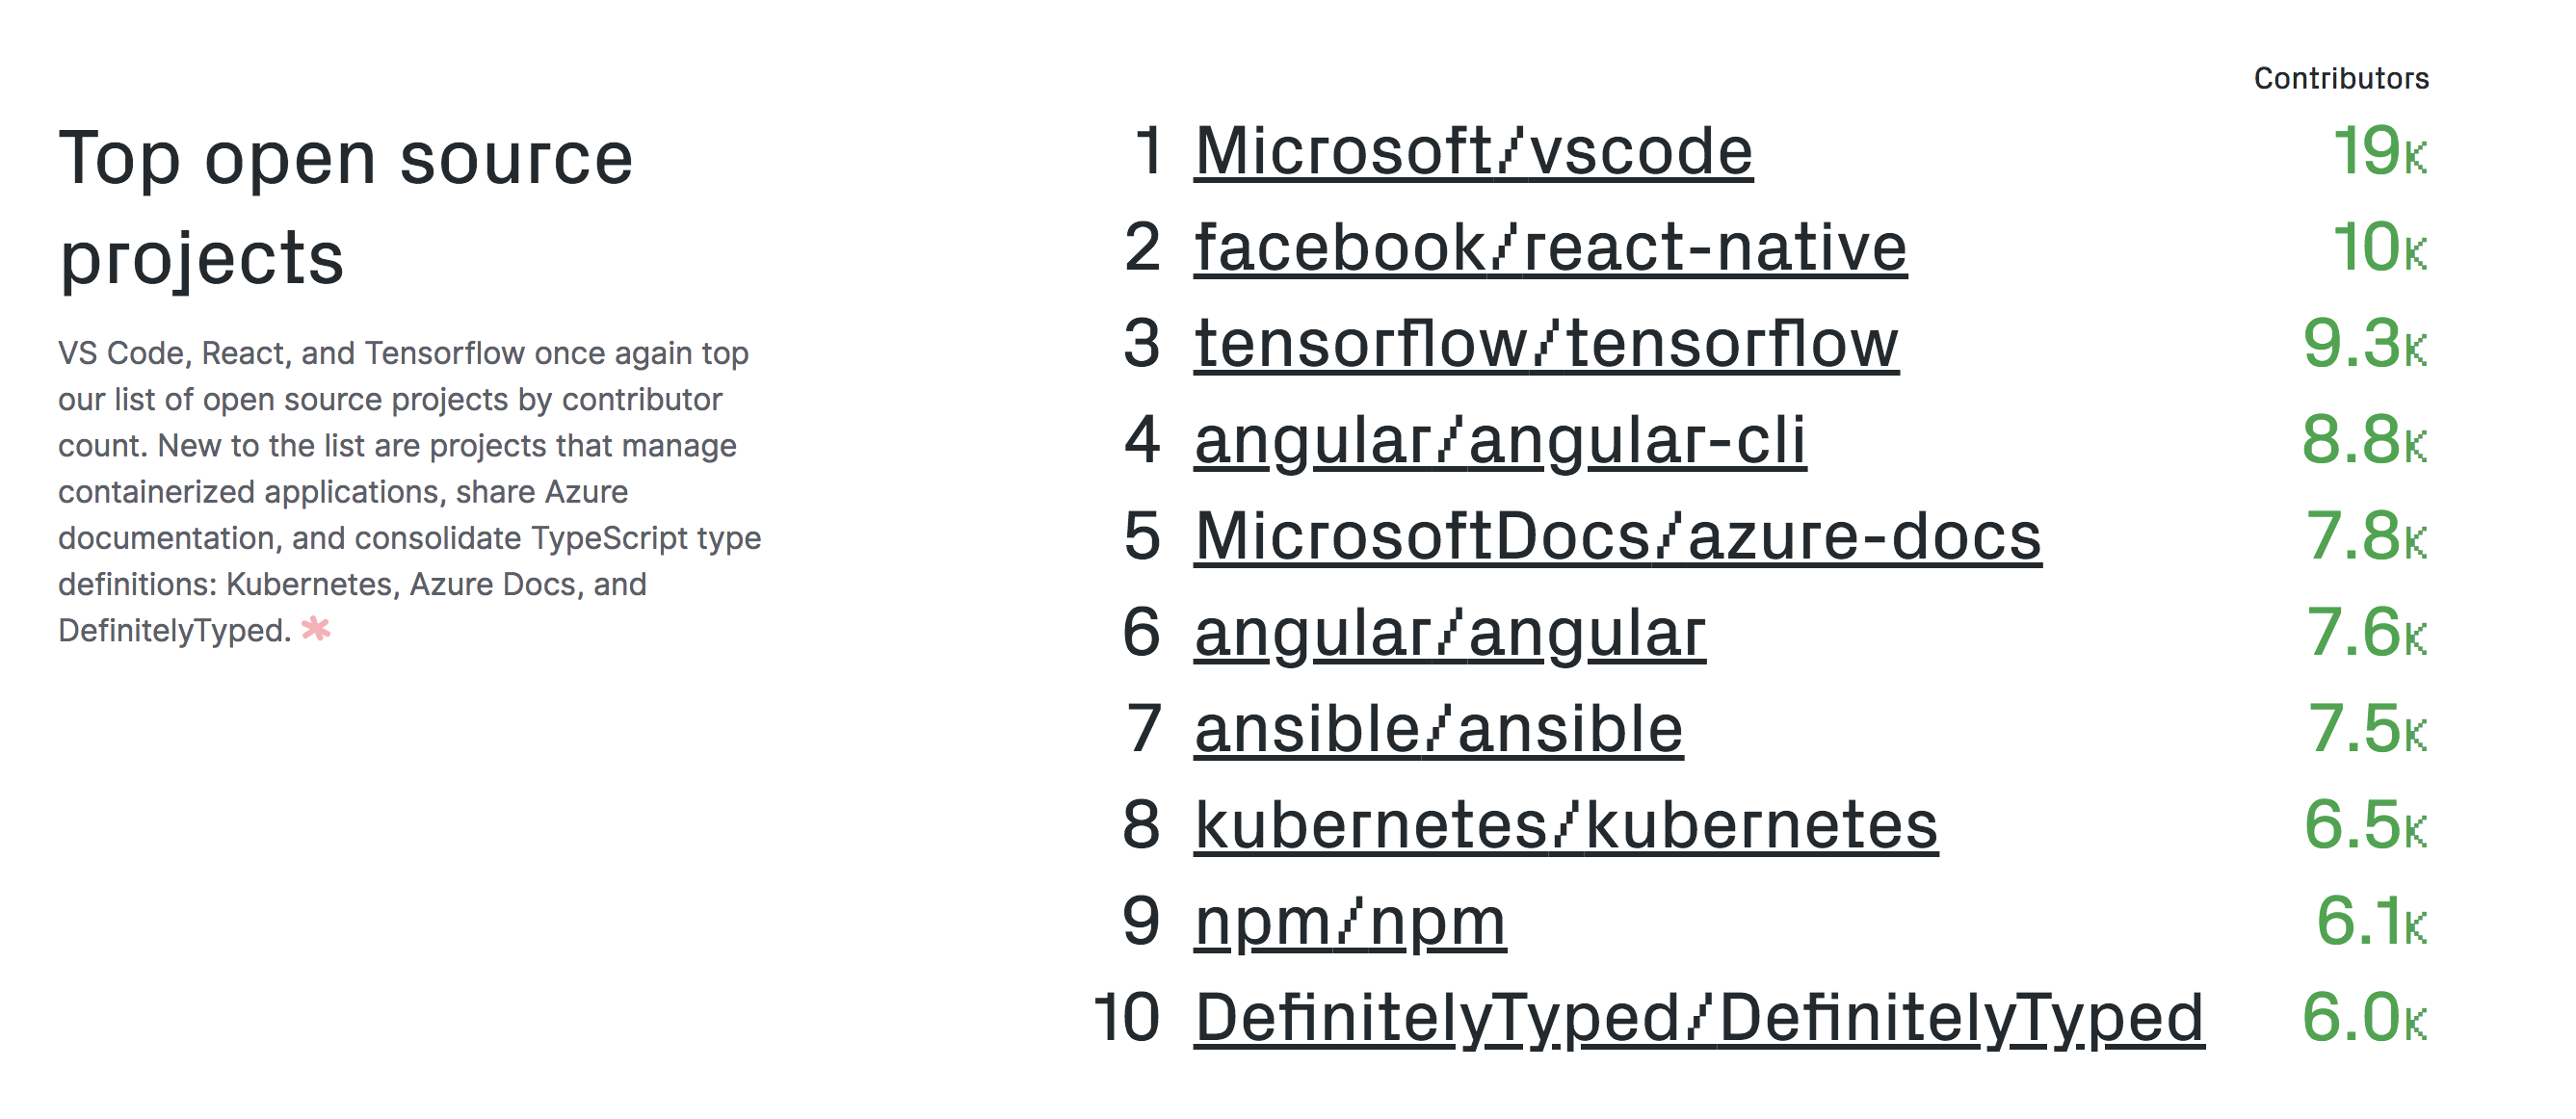 Top open source
projects
VS Code, React, and Tensorflow once again top
our list of open source projects by contributor
count. New to the list are projects that manage
containerized applications, share Azure
documentation, and consolidate TypeScript type
definitions: Kubernetes, Azure Docs, and
DefinitelyTyped. *
Contributors
1 Microsoft/vscode 19K
2 facebook/react-native 10K
3 tensorflow/tensorflow 9.3K
4 angular/angular-cli 8.8K
5 MicrosoftDocs/azure-docs 7.8K
6 angular/angular 7.6K
7 ansible/ansible 7.5K
8 kubernetes/kubernetes 6.5K
9 npm/npm 6.1K
10 DefinitelyTyped/DefinitelyTyped 6.0K